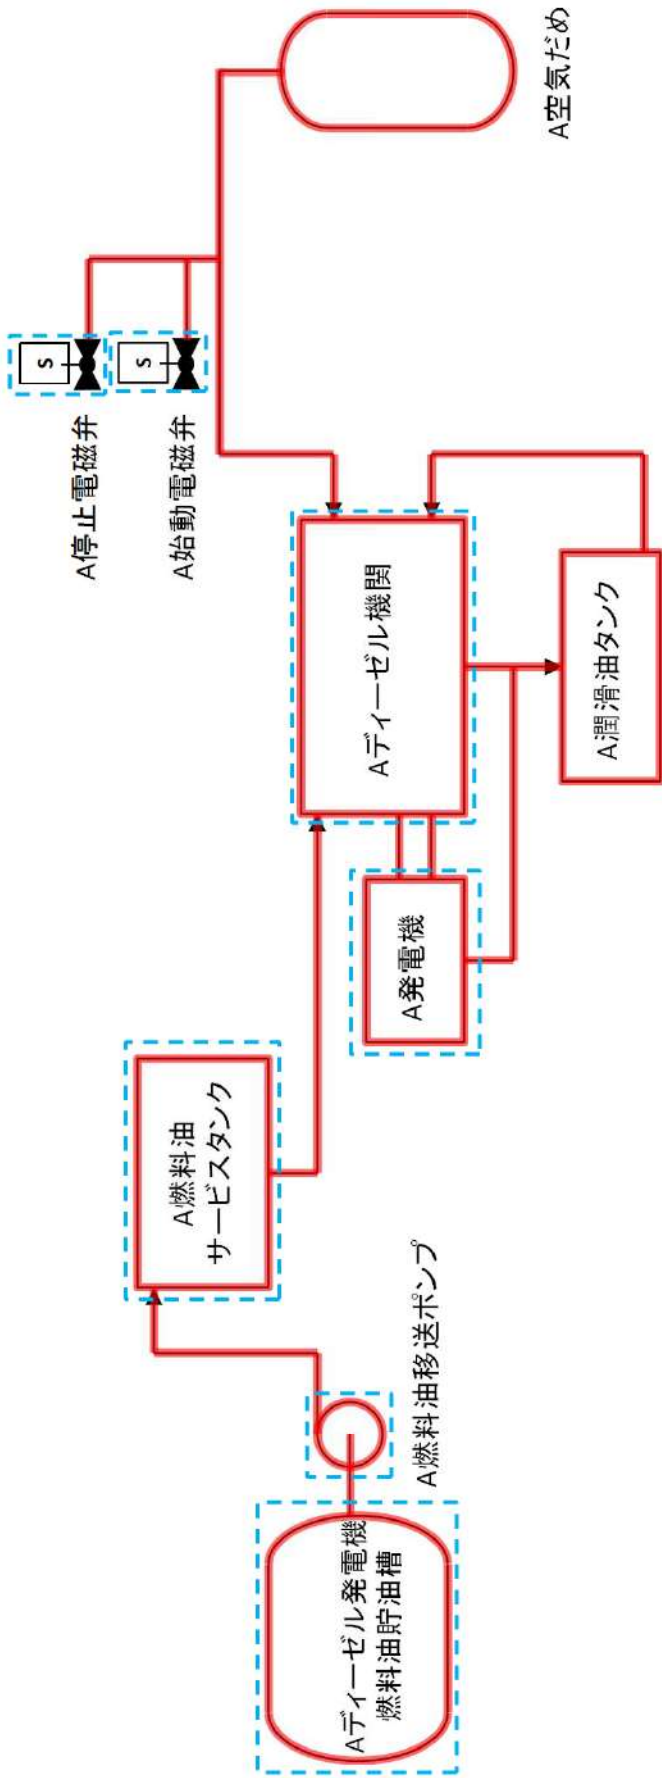 Aディーゼル発電機
燃料油貯油槽
A燃料油移送ポンプ
A燃料油
サービスタンク
A発電機
Aディーゼル機関
A潤滑油タンク
A停止電磁弁
S
A始動電磁弁
S
A空気だめ